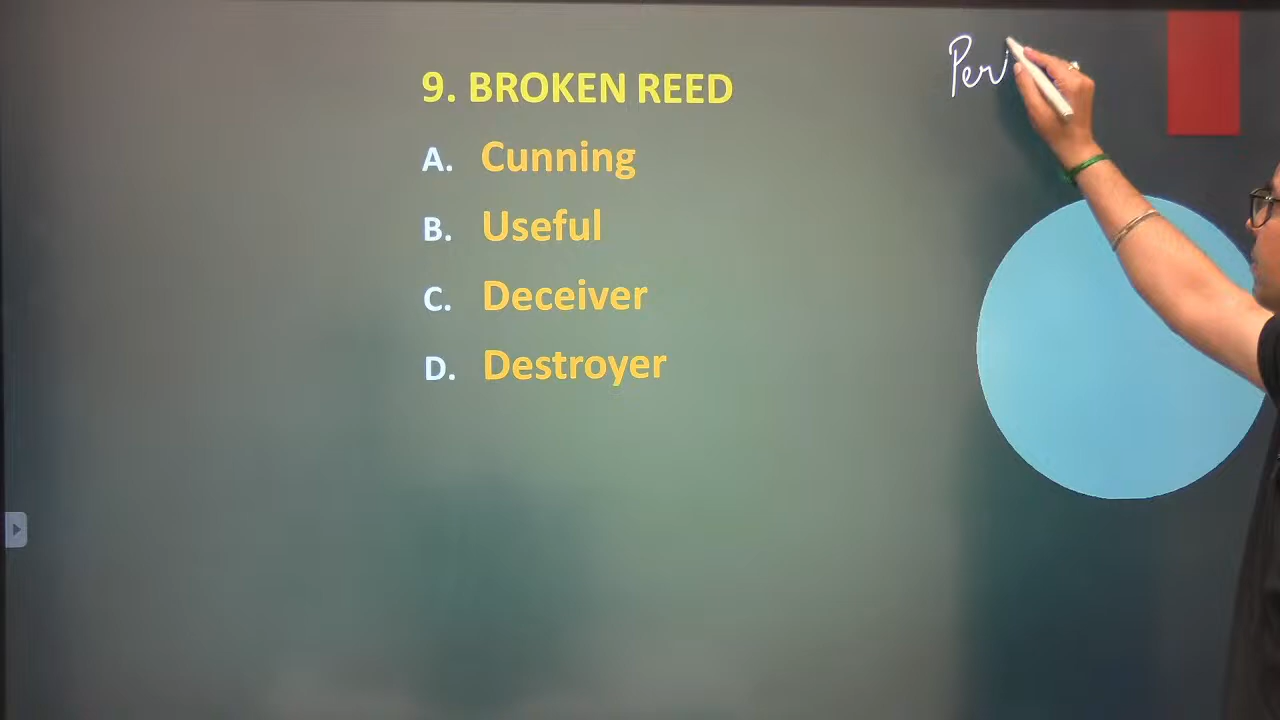 Per
9. BROKEN REED
A. Cunning
B. Useful
C. Deceiver
D. Destroyer